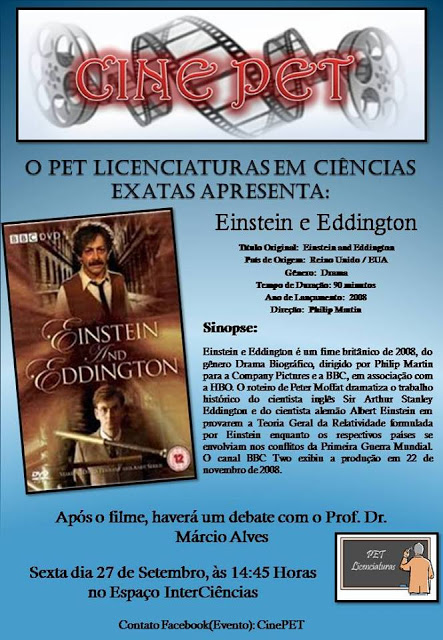 CINE PET
O PET LICENCIATURAS EM CIÊNCIAS
EXATAS APRESENTA:
Einstein e Eddington
Título Original: Einstein and Eddington
País de Origem: Reino Unido / EUA
Gênero: Drama
Tempo de Duração: 90 minutos
Ano de Lançamento: 2008
Direção: Philip Martin
BBC DVD
EINSTEIN
AND
EDDINGTON
12
DVD
Sinopse:
Einstein e Eddington é um fime britânico de 2008, do
gênero Drama Biográfico, dirigido por Philip Martin
para a Company Pictures e a BBC, em associação com
a HBO. O roteiro de Peter Moffat dramatiza o trabalho
histórico do cientista inglês Sir Arthur Stanley
Eddington e do cientista alemão Albert Einstein em
provarem a Teoria Geral da Relatividade formulada
por Einstein enquanto os respectivos países se
envolviam nos conflitos da Primeira Guerra Mundial.
O canal BBC Two exibiu a produção em 22 de
novembro de 2008.
Após o filme, haverá um debate com o Prof. Dr.
Márcio Alves
PET
Licenciaturas
Sexta dia 27 de Setembro, às 14:45 Horas
no Espaço InterCiências
Contato Facebook(Evento): CinePET